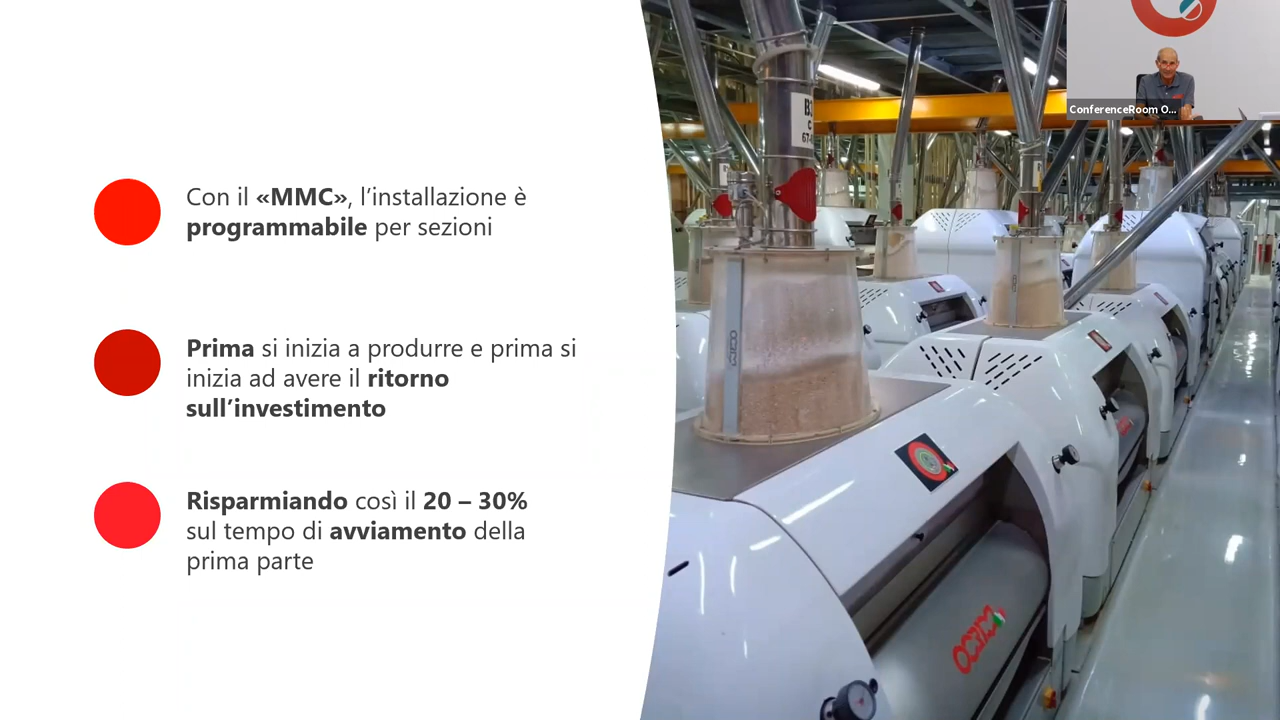 Con il «MMC», l’installazione è
programmabile per sezioni
Prima si inizia a produrre e prima si
inizia ad avere il ritorno
sull’investimento
Risparmiando così il 20 – 30%
sul tempo di avviamento della
prima parte
ConferenceRoom O...
ocrim